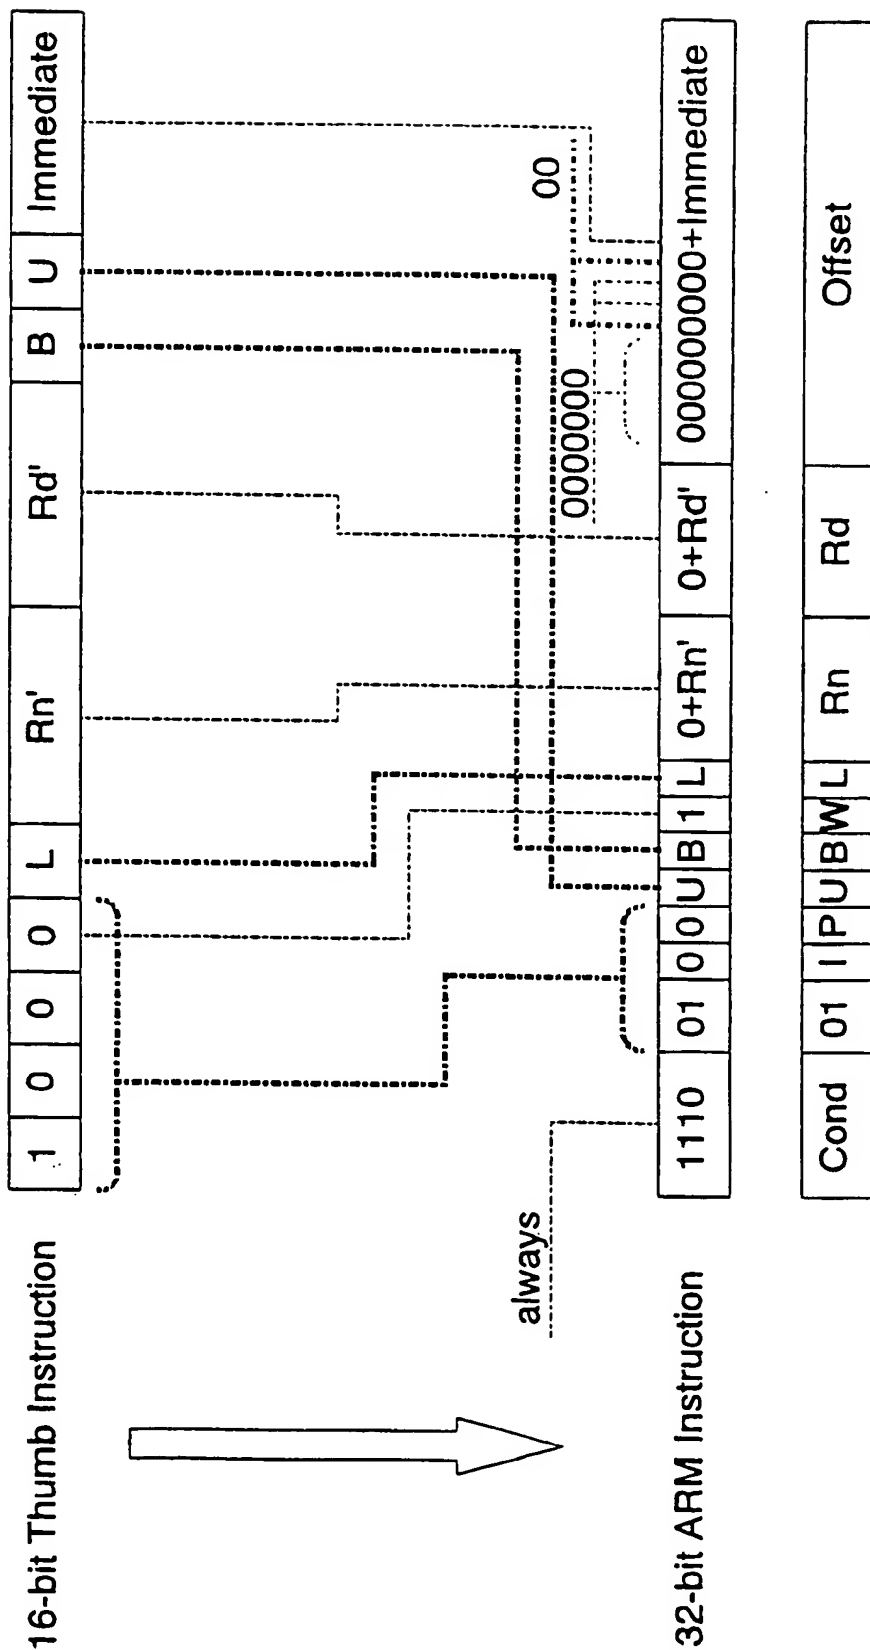 16-bit Thumb Instruction
1 0 0 0 L Rn' Rd' B U Immediate
always
0000000
00
32-bit ARM Instruction
1110 01 0 0 U B 1 L 0+Rn' 0+Rd' 000000000+Immediate
Cond 01 I P U B W L Rn Rd Offset